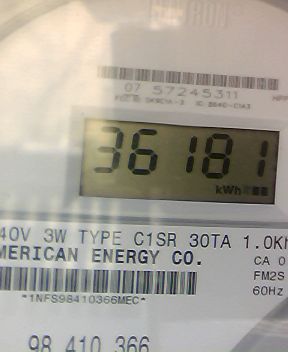 07 57245311
36181
kWh
40V 3W TYPE C1SR 30TA 1.0Kh
MERICAN ENERGY CO.
CA 0
FM2S
60Hz
*1NFS98410366MEC*
98 410 366